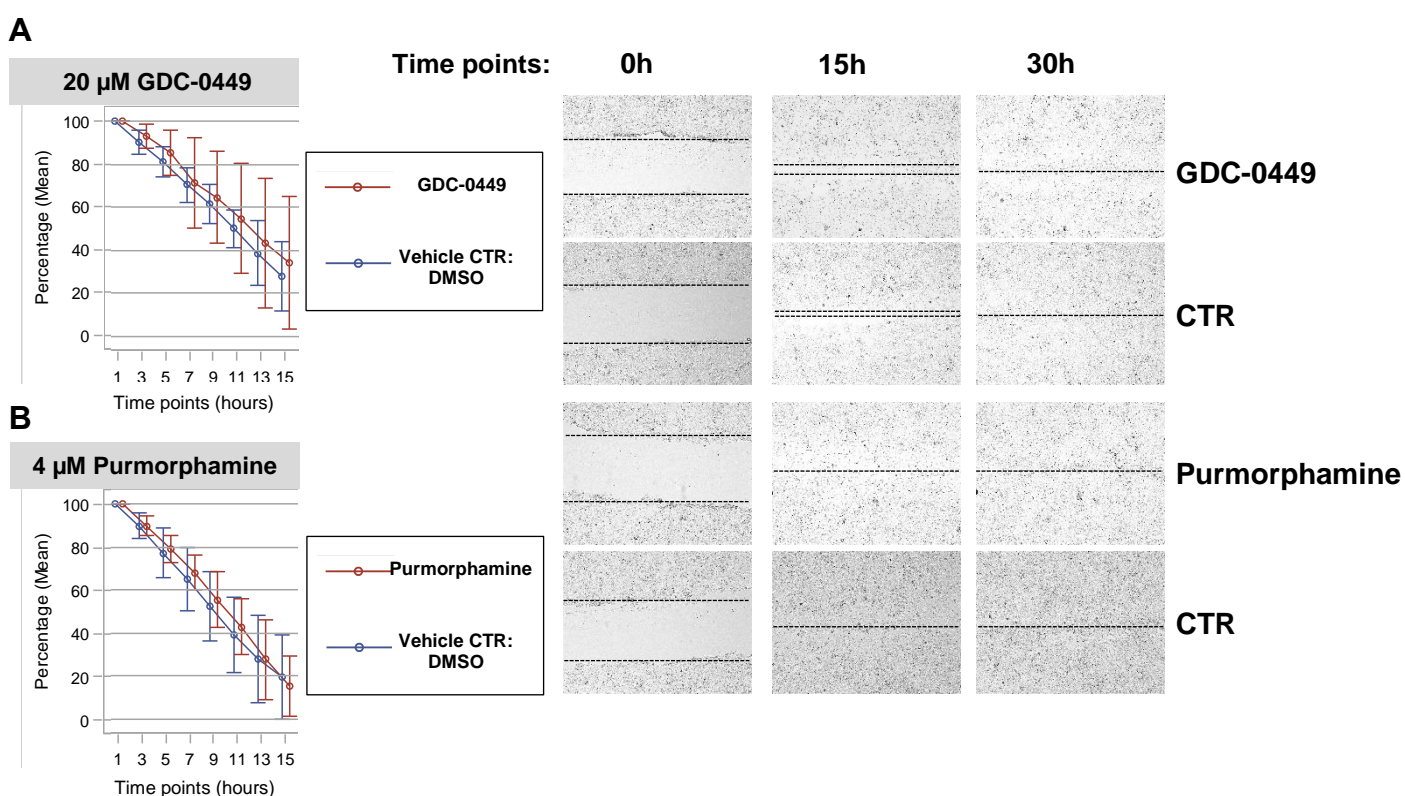 A
20 µM GDC-0449
Percentage (Mean)
100
80
60
40
20
0
1 3 5 7 9 11 13 15
Time points (hours)
GDC-0449
Vehicle CTR:
DMSO
Time points: 0h 15h 30h
GDC-0449
CTR
B
4 µM Purmorphamine
Percentage (Mean)
100
80
60
40
20
0
1 3 5 7 9 11 13 15
Time points (hours)
Purmorphamine
Vehicle CTR:
DMSO
Purmorphamine
CTR